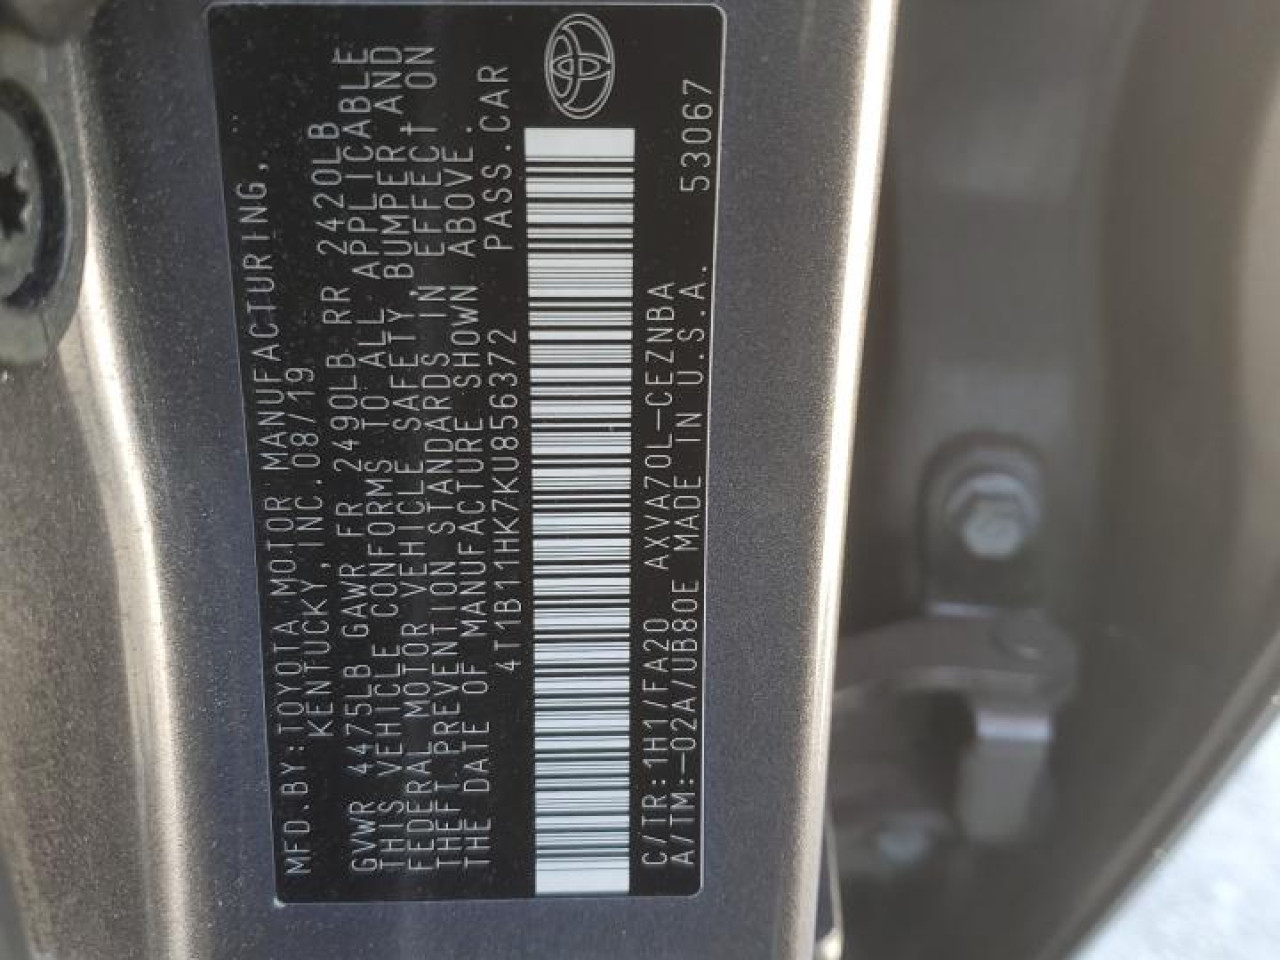 MFD.BY:TOYOTA MOTOR MANUFACTURING,
KENTUCKY,INC.08/19
GVWR 4475LB GAWR FR 2490LB RR 2420LB
THIS VEHICLE CONFORMS TO ALL APPLICABLE
FEDERAL MOTOR VEHICLE SAFETY,BUMPER,AND
THEFT PREVENTION STANDARDS IN EFFECT ON
THE DATE OF MANUFACTURE SHOWN ABOVE.
4T1B11HK7KU856372 PASS.CAR
C/TR:1H1/FA20 AXVA70L-CEZNBA
A/TM:-02A/UB80E MADE IN U.S.A. 53067